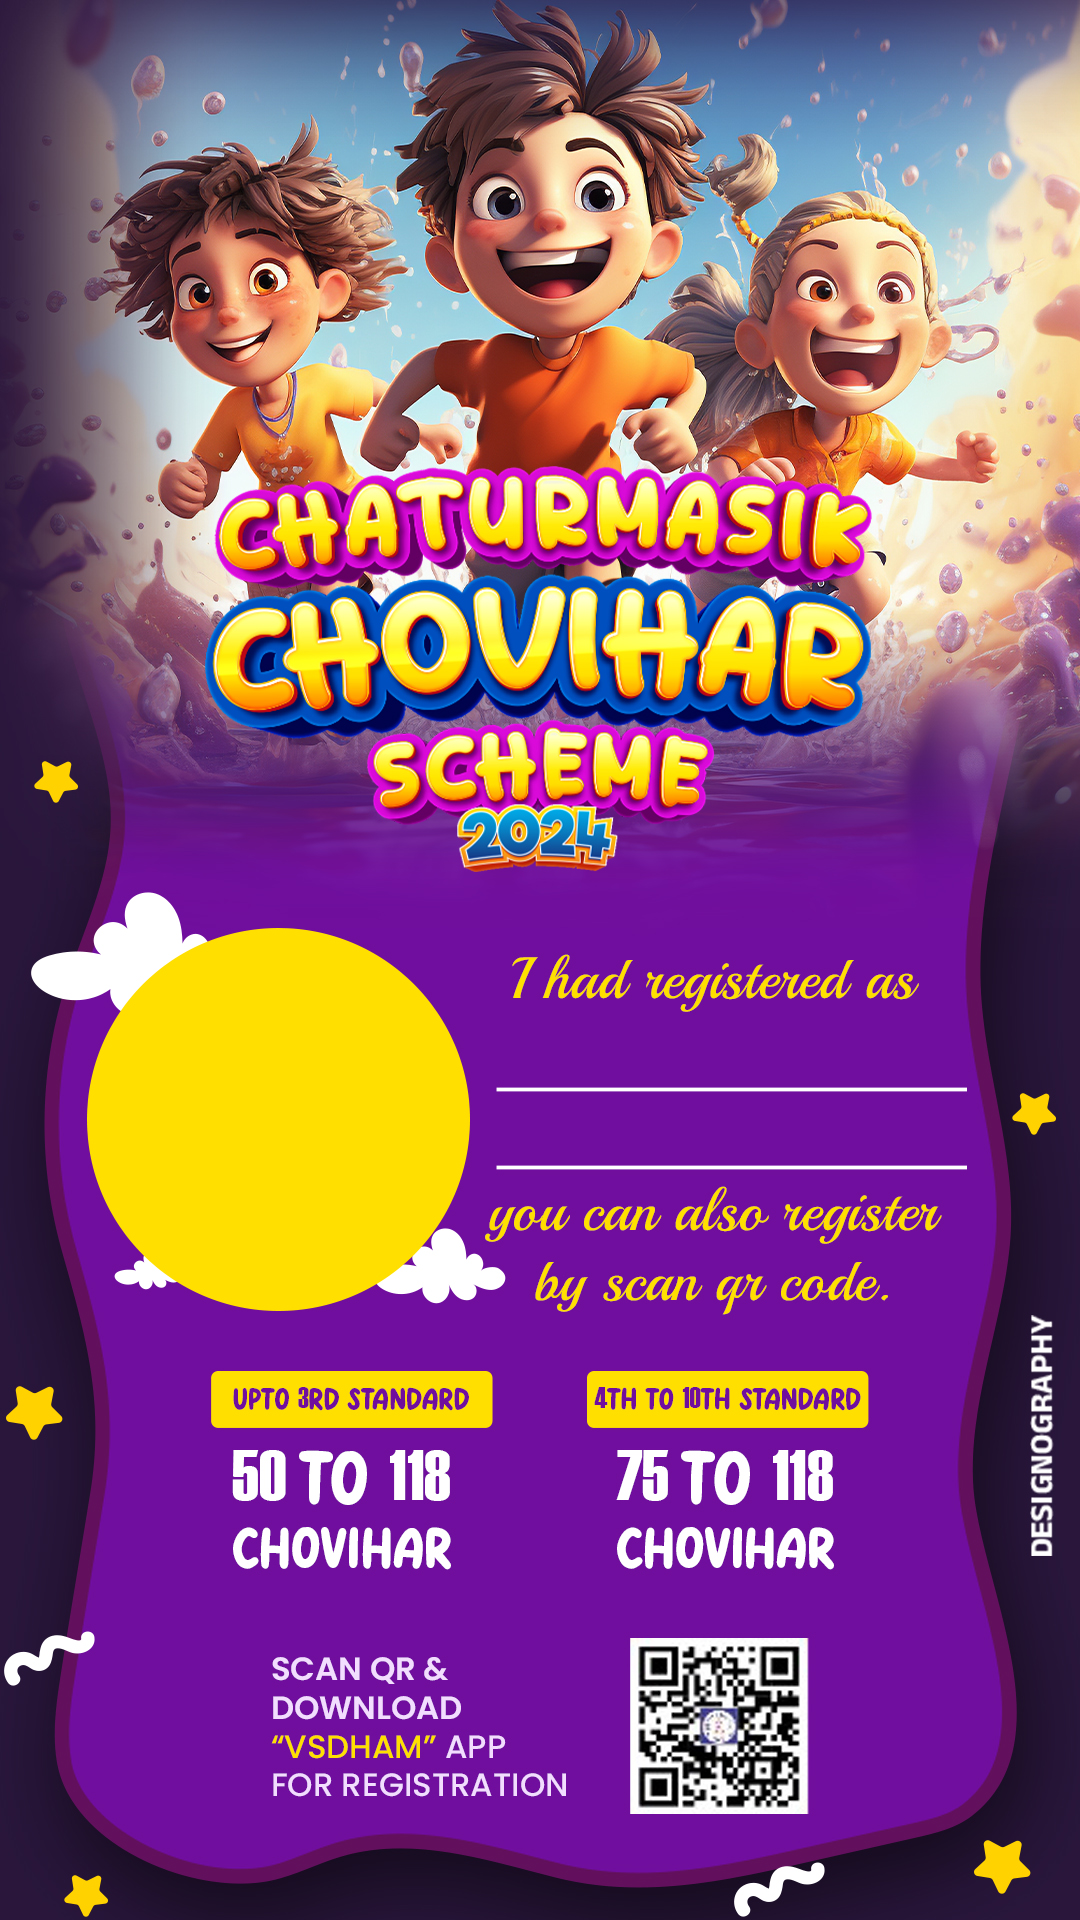 CHATURMASIK
CHOVIHAR
SCHEME
2024
I had registered as
you can also register
by scan qr code.
UPTO 3RD STANDARD
50 TO 118
CHOVIHAR
4TH TO 10TH STANDARD
75 TO 118
CHOVIHAR
SCAN QR &
DOWNLOAD
“VSDHAM” APP
FOR REGISTRATION
DESIGNOGRAPHY